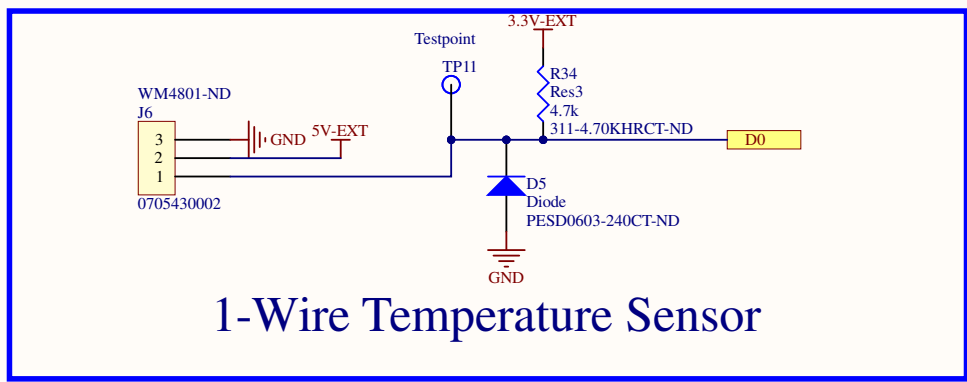 3.3V-EXT
Testpoint
TP11
R34
Res3
4.7k
311-4.70KHRCT-ND
WM4801-ND
J6
3
2
1
GND
5V-EXT
0705430002
D0
D5
Diode
PESD0603-240CT-ND
GND
1-Wire Temperature Sensor